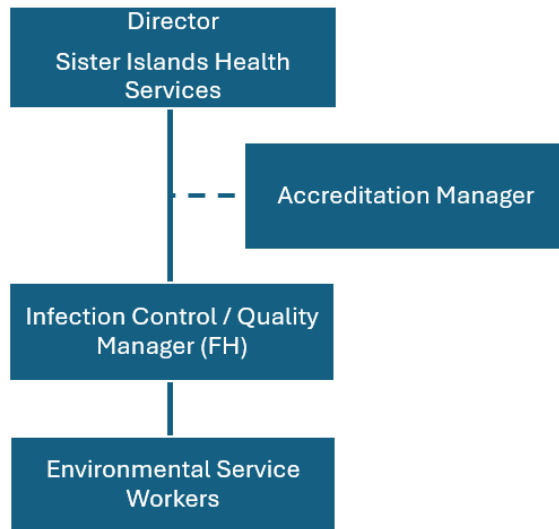 Director
Sister Islands Health
Services
Accreditation Manager
Infection Control / Quality
Manager (FH)
Environmental Service
Workers